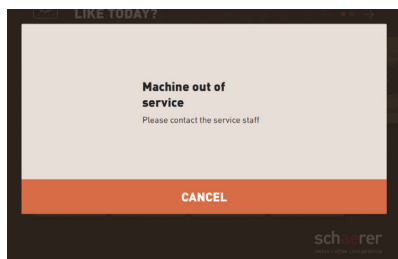 LIKE TODAY?
Machine out of
service
Please contact the service staff
CANCEL
schaerer